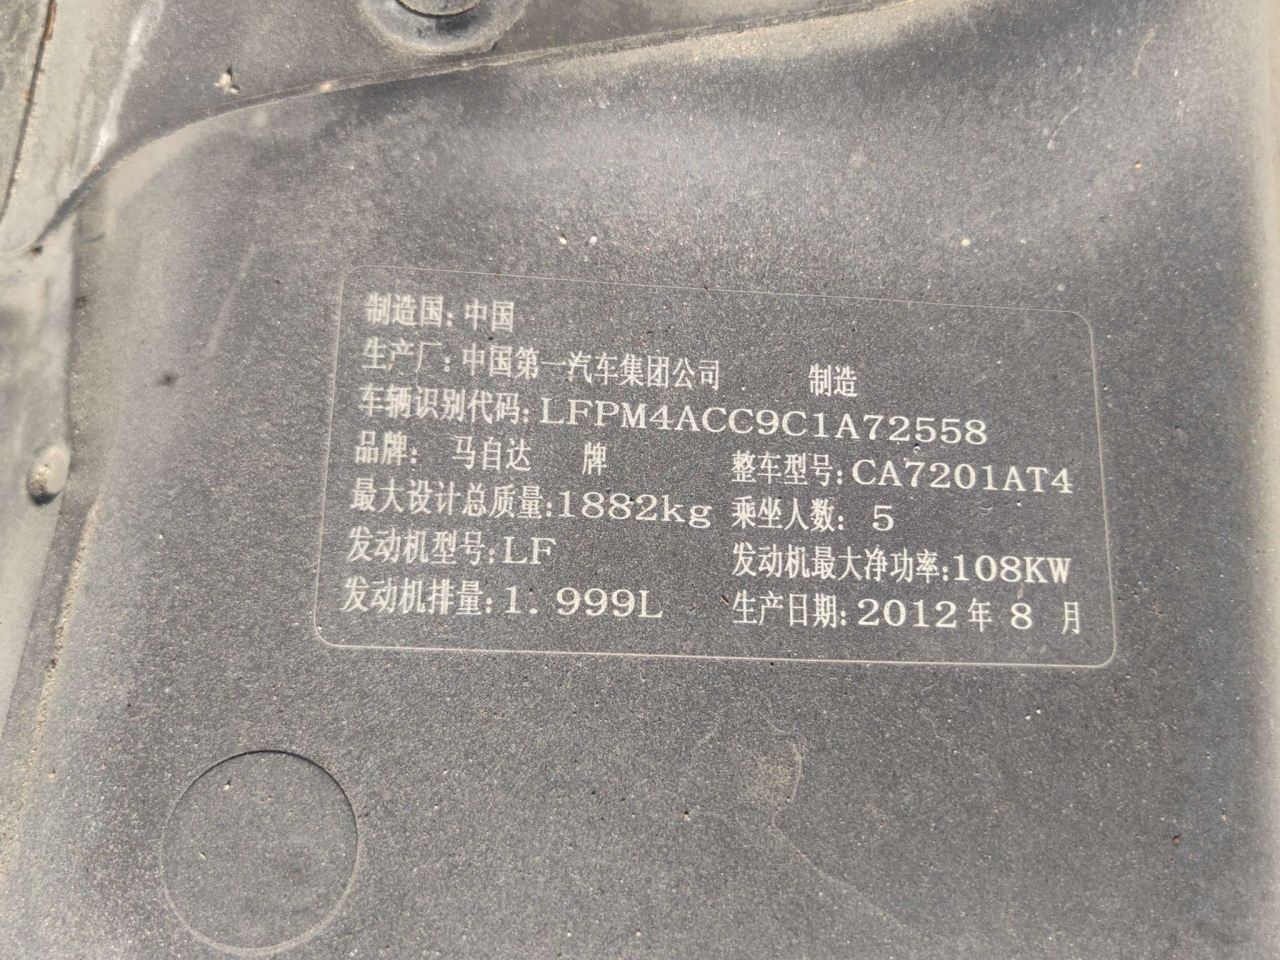 制造国: 中国
生产厂: 中国第一汽车集团公司 制造
车辆识别代码: LFPM4ACC9C1A72558
品牌: 马自达 牌 整车型号: CA7201AT4
最大设计总质量: 1882kg 乘坐人数: 5
发动机型号: LF 发动机最大净功率: 108KW
发动机排量: 1. 999L 生产日期: 2012 年 8 月